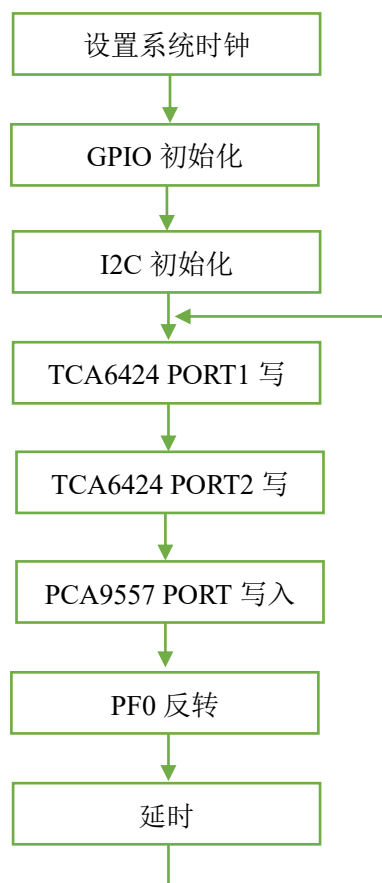 设置系统时钟
GPIO 初始化
I2C 初始化
TCA6424 PORT1 写
TCA6424 PORT2 写
PCA9557 PORT 写入
PF0 反转
延时